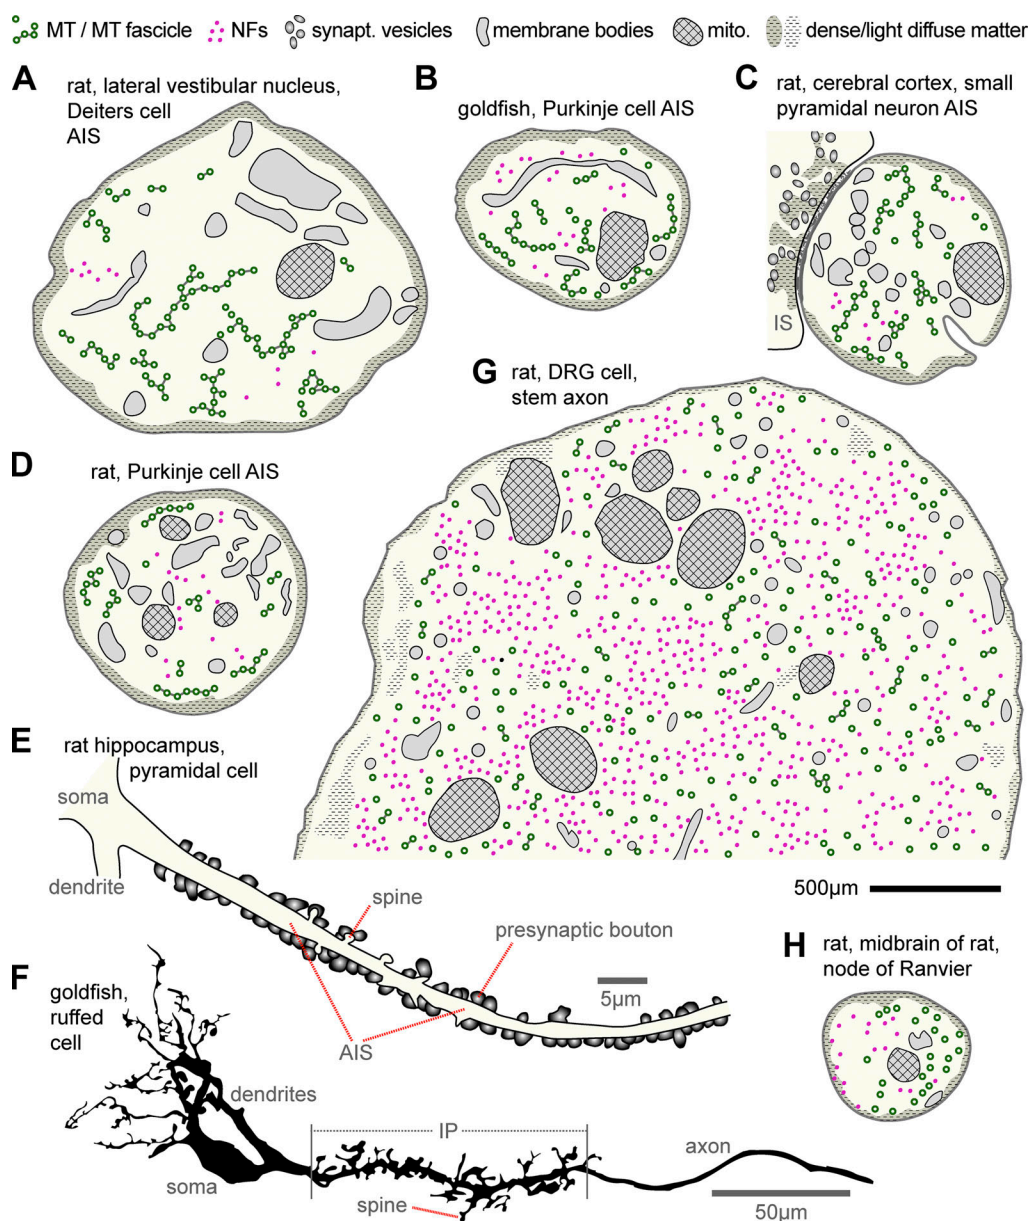 MT / MT fascicle NFs synapt. vesicles membrane bodies mito. dense/light diffuse matter
A
rat, lateral vestibular nucleus,
Deiters cell
AIS
B
goldfish, Purkinje cell AIS
C
rat, cerebral cortex, small
pyramidal neuron AIS
IS
G
rat, DRG cell,
stem axon
D
rat, Purkinje cell AIS
E
rat hippocampus,
pyramidal cell
soma
dendrite
spine
presynaptic bouton
AIS
5µm
500µm
H
rat, midbrain of rat,
node of Ranvier
F
goldfish,
ruffed
cell
dendrites
soma
IP
spine
axon
50µm